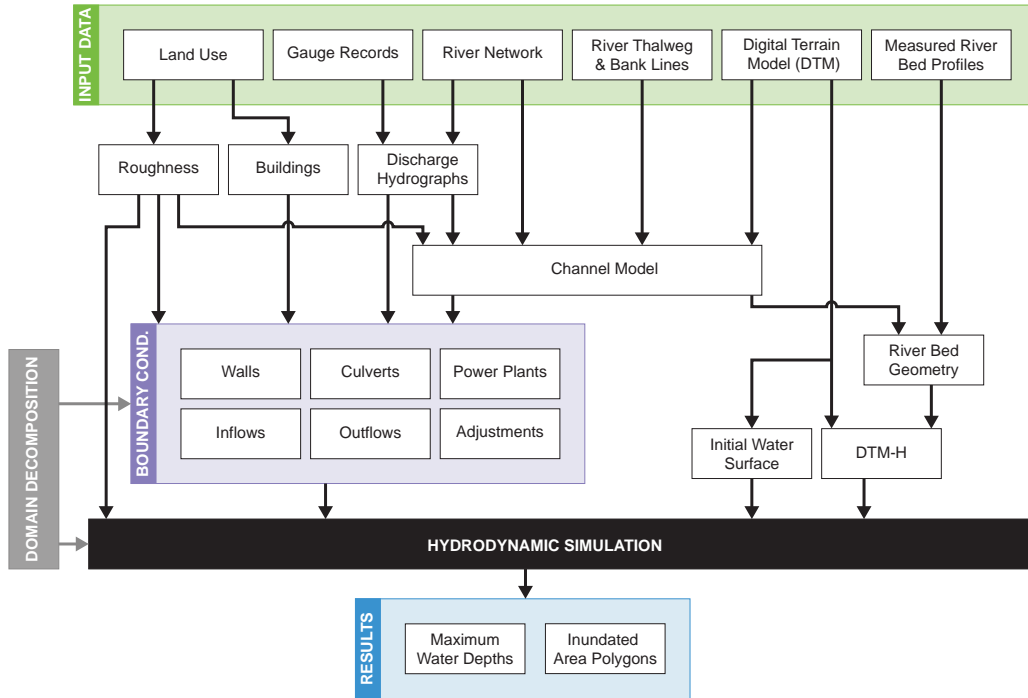 INPUT DATA
Land Use
Gauge Records
River Network
River Thalweg
& Bank Lines
Digital Terrain
Model (DTM)
Measured River
Bed Profiles
Roughness
Buildings
Discharge
Hydrographs
Channel Model
BOUNDARY COND.
Walls
Culverts
Power Plants
Inflows
Outflows
Adjustments
River Bed
Geometry
Initial Water
Surface
DTM-H
DOMAIN DECOMPOSITION
HYDRODYNAMIC SIMULATION
RESULTS
Maximum
Water Depths
Inundated
Area Polygons